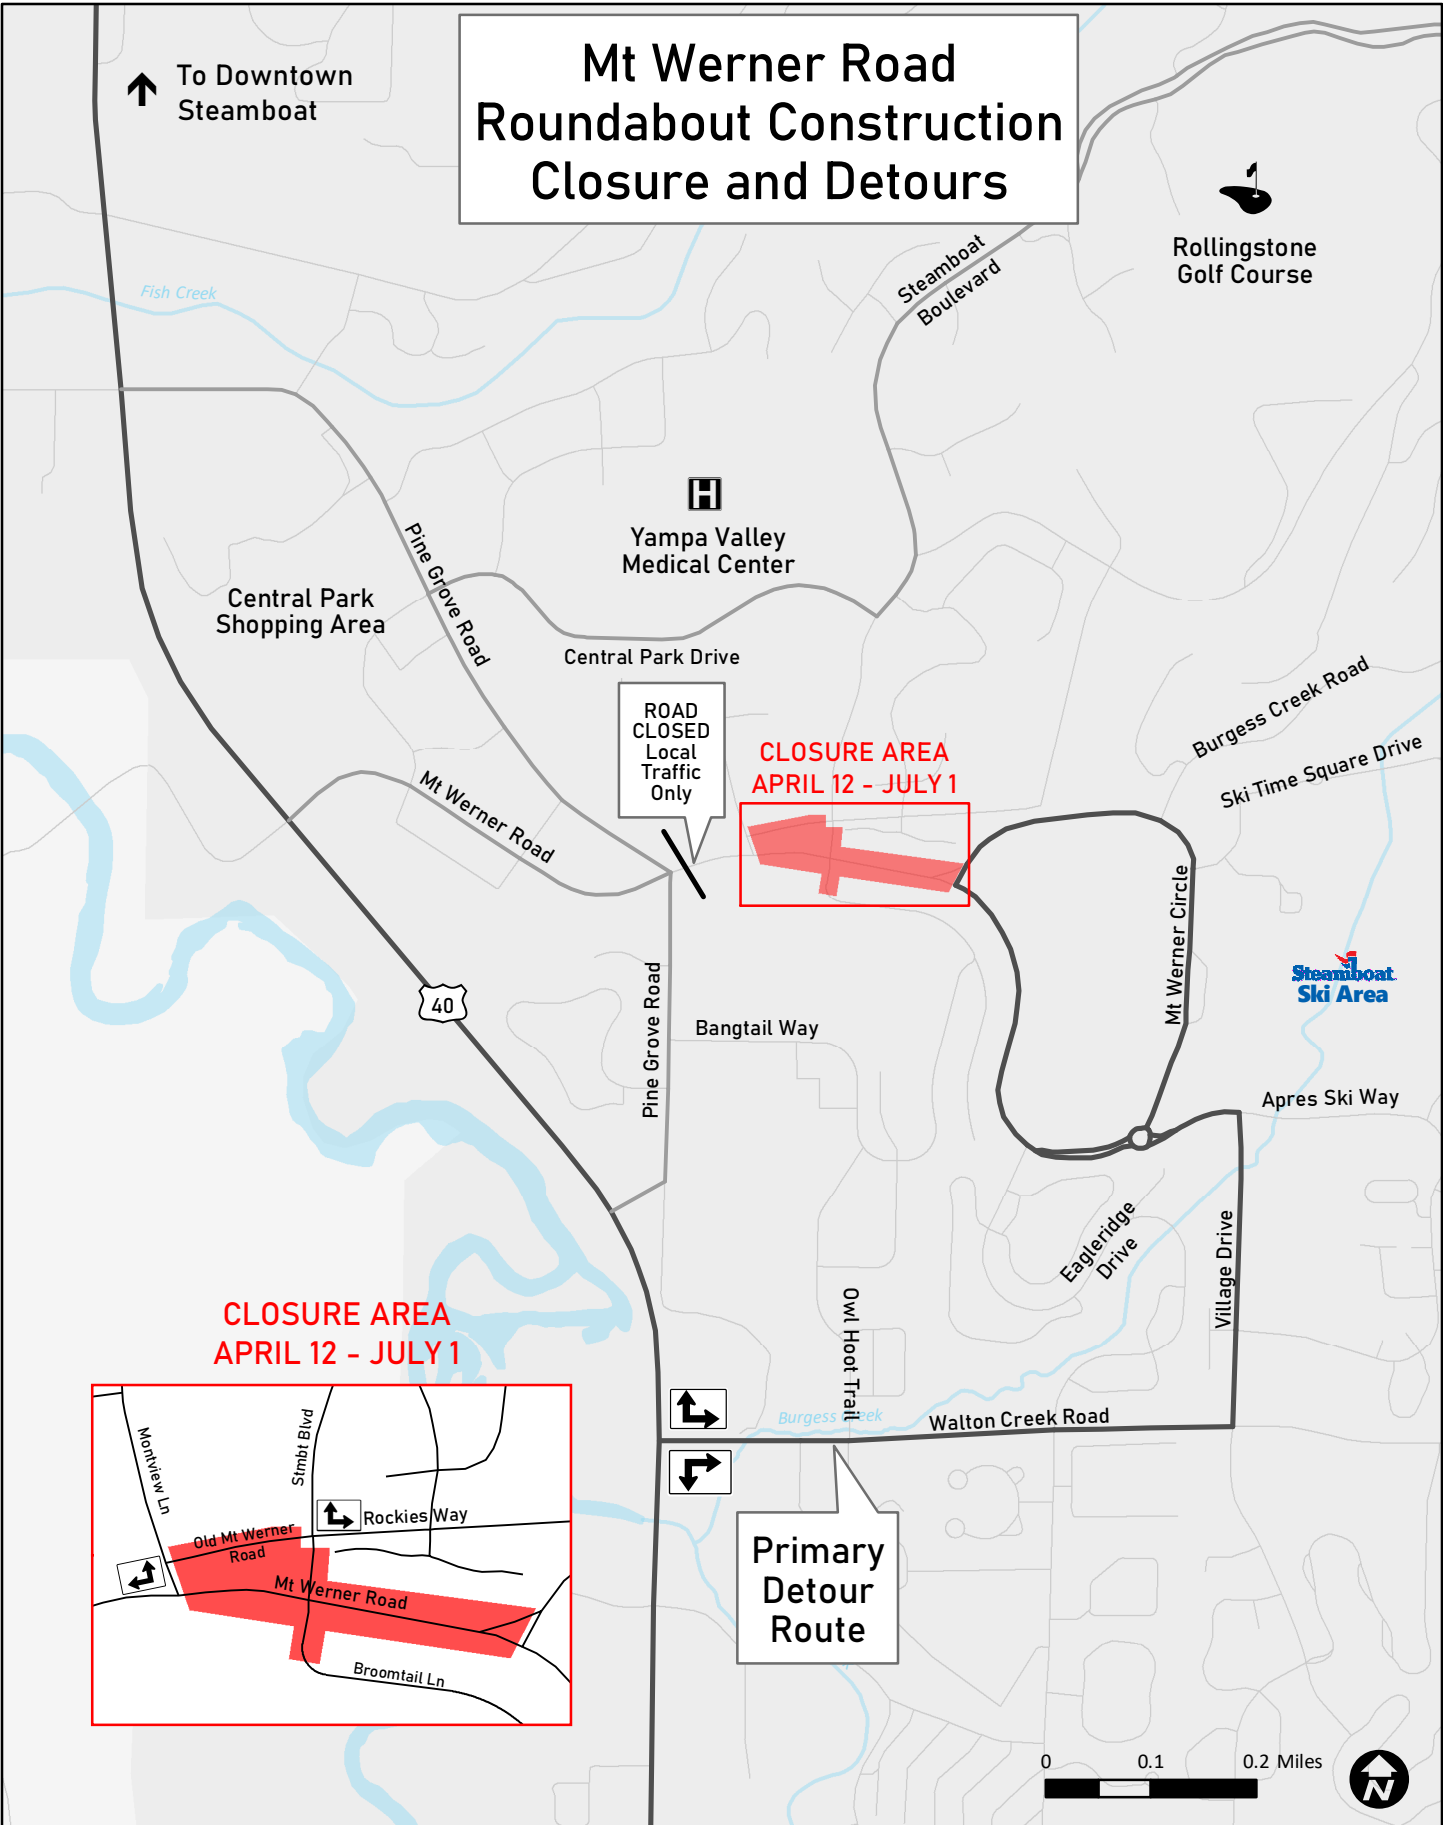 Mt Werner Road
Roundabout Construction
Closure and Detours
To Downtown
Steamboat
Rollingstone
Golf Course
Steamboat
Boulevard
Fish Creek
H
Yampa Valley
Medical Center
Pine Grove Road
Central Park
Shopping Area
Central Park Drive
ROAD
CLOSED
Local
Traffic
Only
CLOSURE AREA
APRIL 12 - JULY 1
Burgess Creek Road
Ski Time Square Drive
Mt Werner Road
Mt Werner Circle
Steamboat
Ski Area
40
Pine Grove Road
Bangtail Way
Apres Ski Way
Eagleridge
Drive
Village Drive
Owl Hoot Trail
Burgess Creek
Walton Creek Road
Primary
Detour
Route
CLOSURE AREA
APRIL 12 - JULY 1
Montview Ln
Stmbt Blvd
Rockies Way
Old Mt Werner
Road
Mt Werner Road
Broomtail Ln
0 0.1 0.2 Miles
N